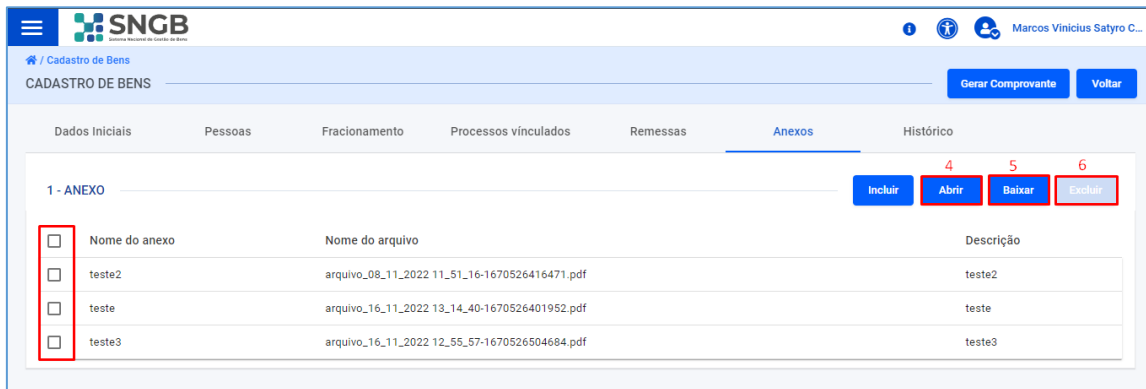 SNGB
Sistema Nacional de Gestão de Bens
Marcos Vinicius Satyro C...
/ Cadastro de Bens
CADASTRO DE BENS
Gerar Comprovante Voltar
Dados Iniciais Pessoas Fracionamento Processos vínculados Remessas Anexos Histórico
4 5 6
1 - ANEXO Incluir Abrir Baixar Excluir
Nome do anexo Nome do arquivo Descrição
teste2 arquivo_08_11_2022 11_51_16-1670526416471.pdf teste2
teste arquivo_16_11_2022 13_14_40-1670526401952.pdf teste
teste3 arquivo_16_11_2022 12_55_57-1670526504684.pdf teste3